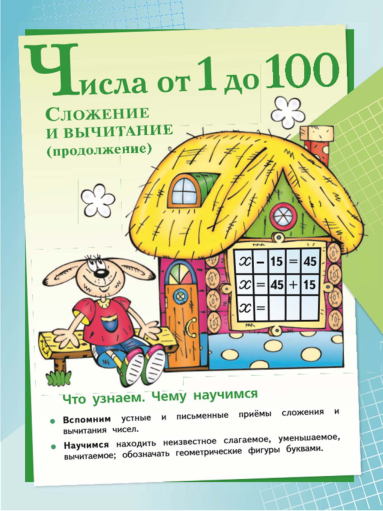 Числа от 1 до 100
Сложение
и вычитание
(продолжение)
x − 15 = 45
x = 45 + 15
x =
Что узнаем. Чему научимся
• Вспомним устные и письменные приёмы сложения и
вычитания чисел.
• Научимся находить неизвестное слагаемое, уменьшаемое,
вычитаемое; обозначать геометрические фигуры буквами.